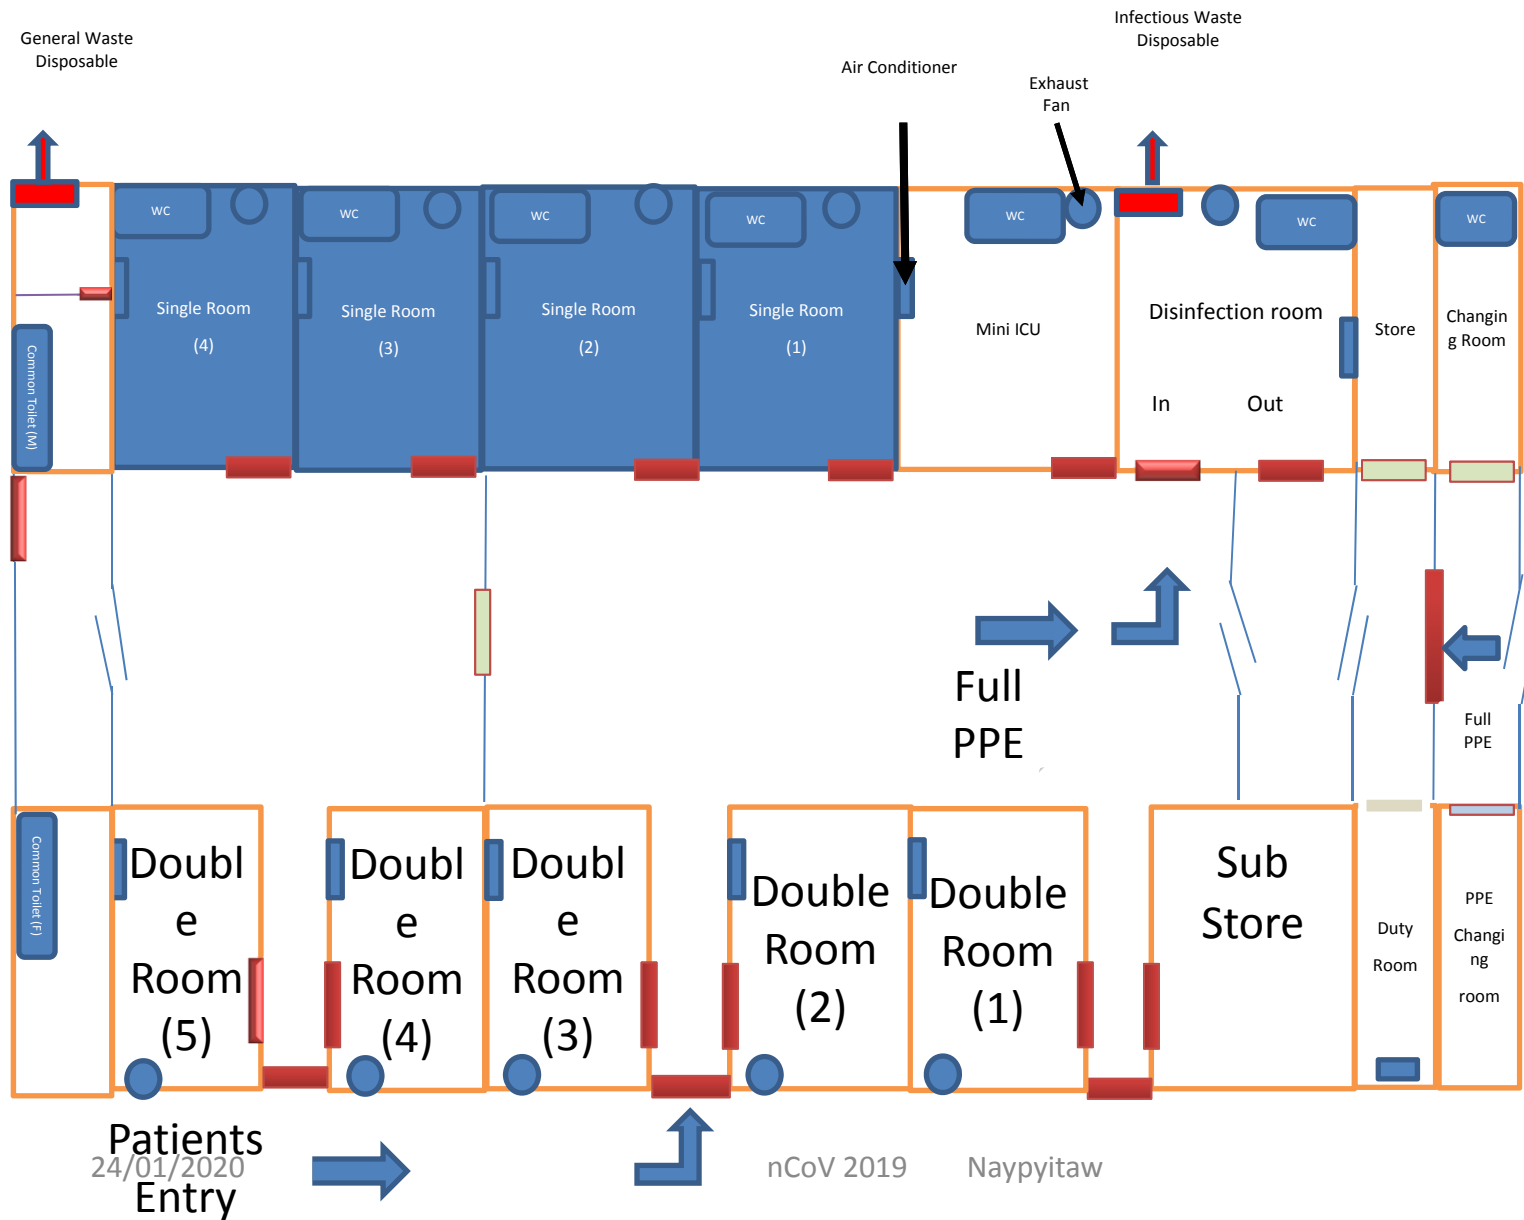 General Waste
Disposable
Infectious Waste
Disposable
Air Conditioner
Exhaust
Fan
WC
WC
WC
WC
WC
WC
WC
Single Room
(4)
Single Room
(3)
Single Room
(2)
Single Room
(1)
Mini ICU
Disinfection room
In
Out
Store
Changin
g Room
Common Toilet (M)
Full
PPE
Full
PPE
Common Toilet (F)
Doubl
e
Room
(5)
Doubl
e
Room
(4)
Doubl
e
Room
(3)
Double
Room
(2)
Double
Room
(1)
Sub
Store
Duty
Room
PPE
Changi
ng
room
Patients
Entry
24/01/2020
nCoV 2019
Naypyitaw